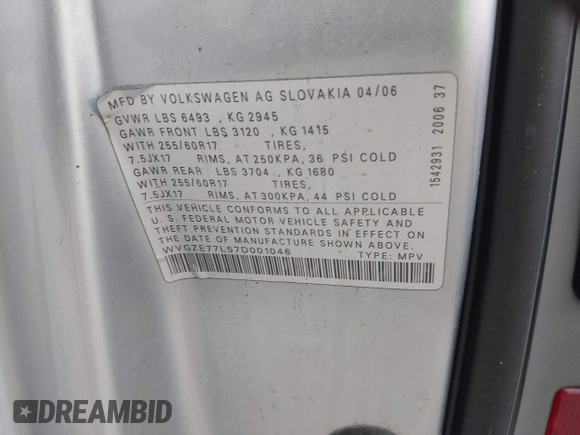 MFD BY VOLKSWAGEN AG SLOVAKIA 04/06
GVWR LBS 6493 , KG 2945
GAWR FRONT LBS 3120 , KG 1415
WITH 255/60R17 TIRES,
7.5JX17 RIMS, AT 250KPA, 36 PSI COLD
GAWR REAR LBS 3704 , KG 1680
WITH 255/60R17 TIRES,
7.5JX17 RIMS, AT 300KPA, 44 PSI COLD
THIS VEHICLE CONFORMS TO ALL APPLICABLE
U. S. FEDERAL MOTOR VEHICLE SAFETY AND
THEFT PREVENTION STANDARDS IN EFFECT ON
THE DATE OF MANUFACTURE SHOWN ABOVE.
WVGZE77L57D001046 TYPE: MPV
1542931 2006 37
DREAMBID